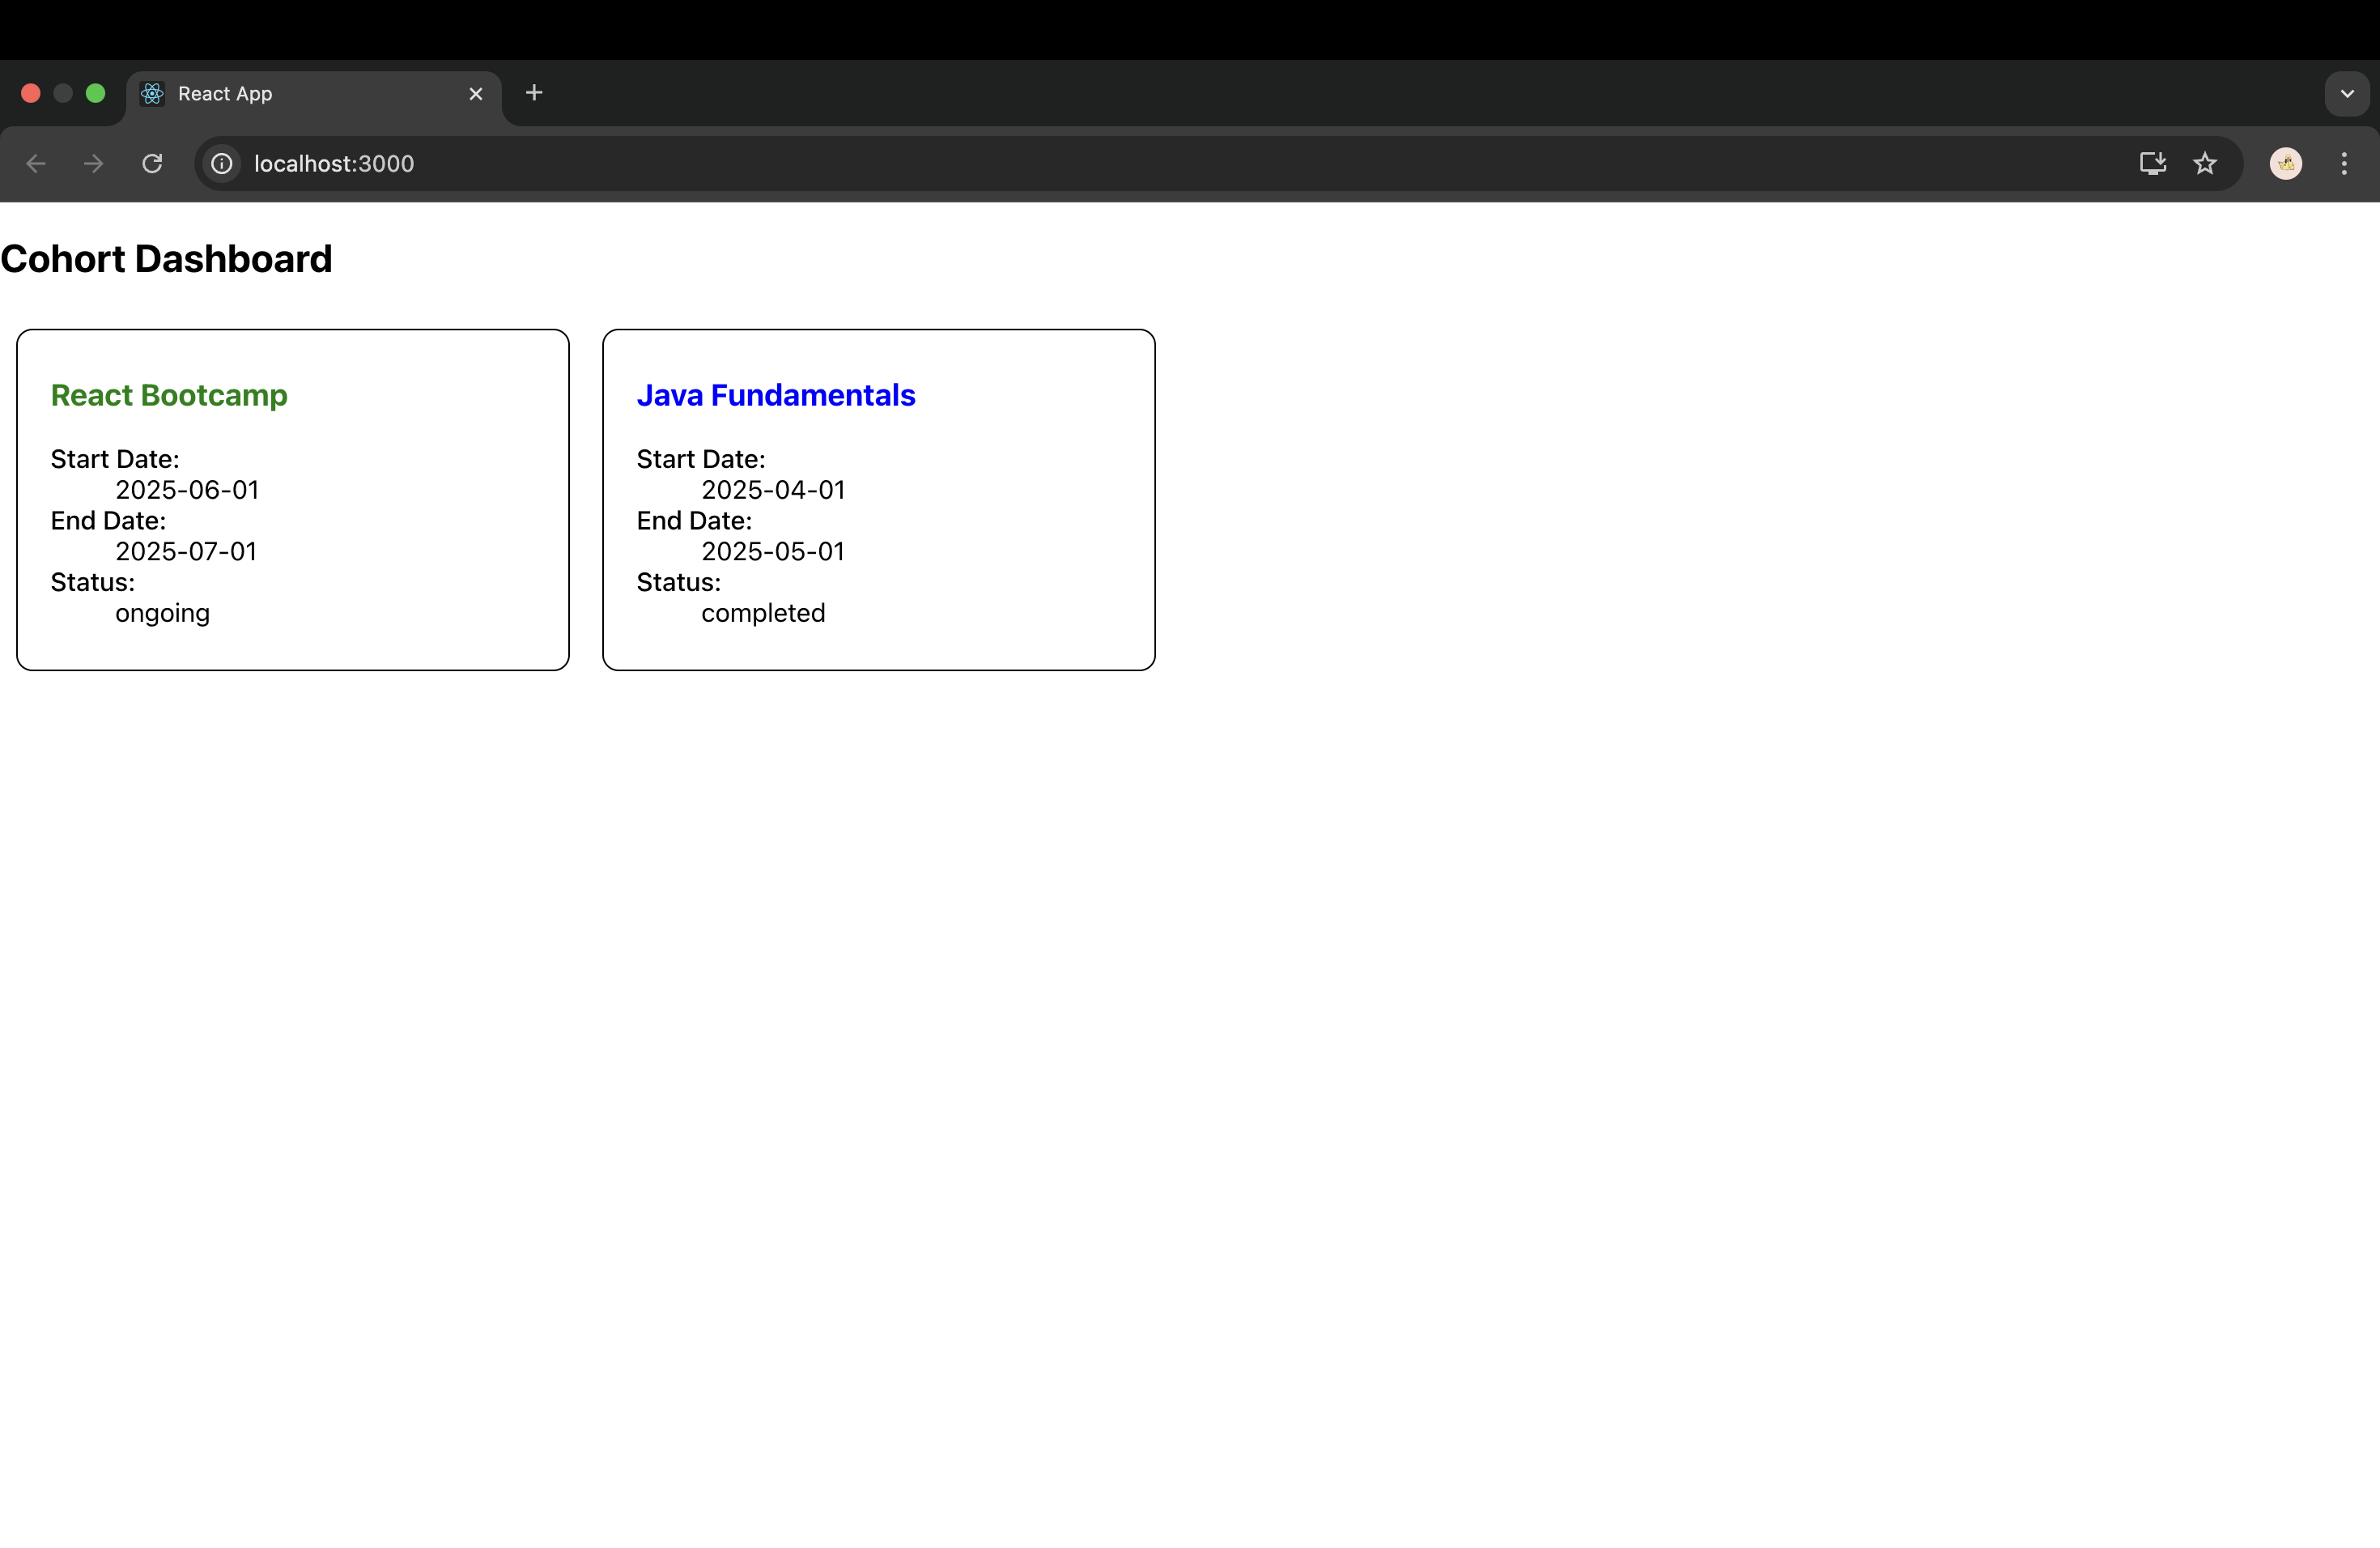 React App
localhost:3000
Cohort Dashboard
React Bootcamp
Start Date:
2025-06-01
End Date:
2025-07-01
Status:
ongoing
Java Fundamentals
Start Date:
2025-04-01
End Date:
2025-05-01
Status:
completed